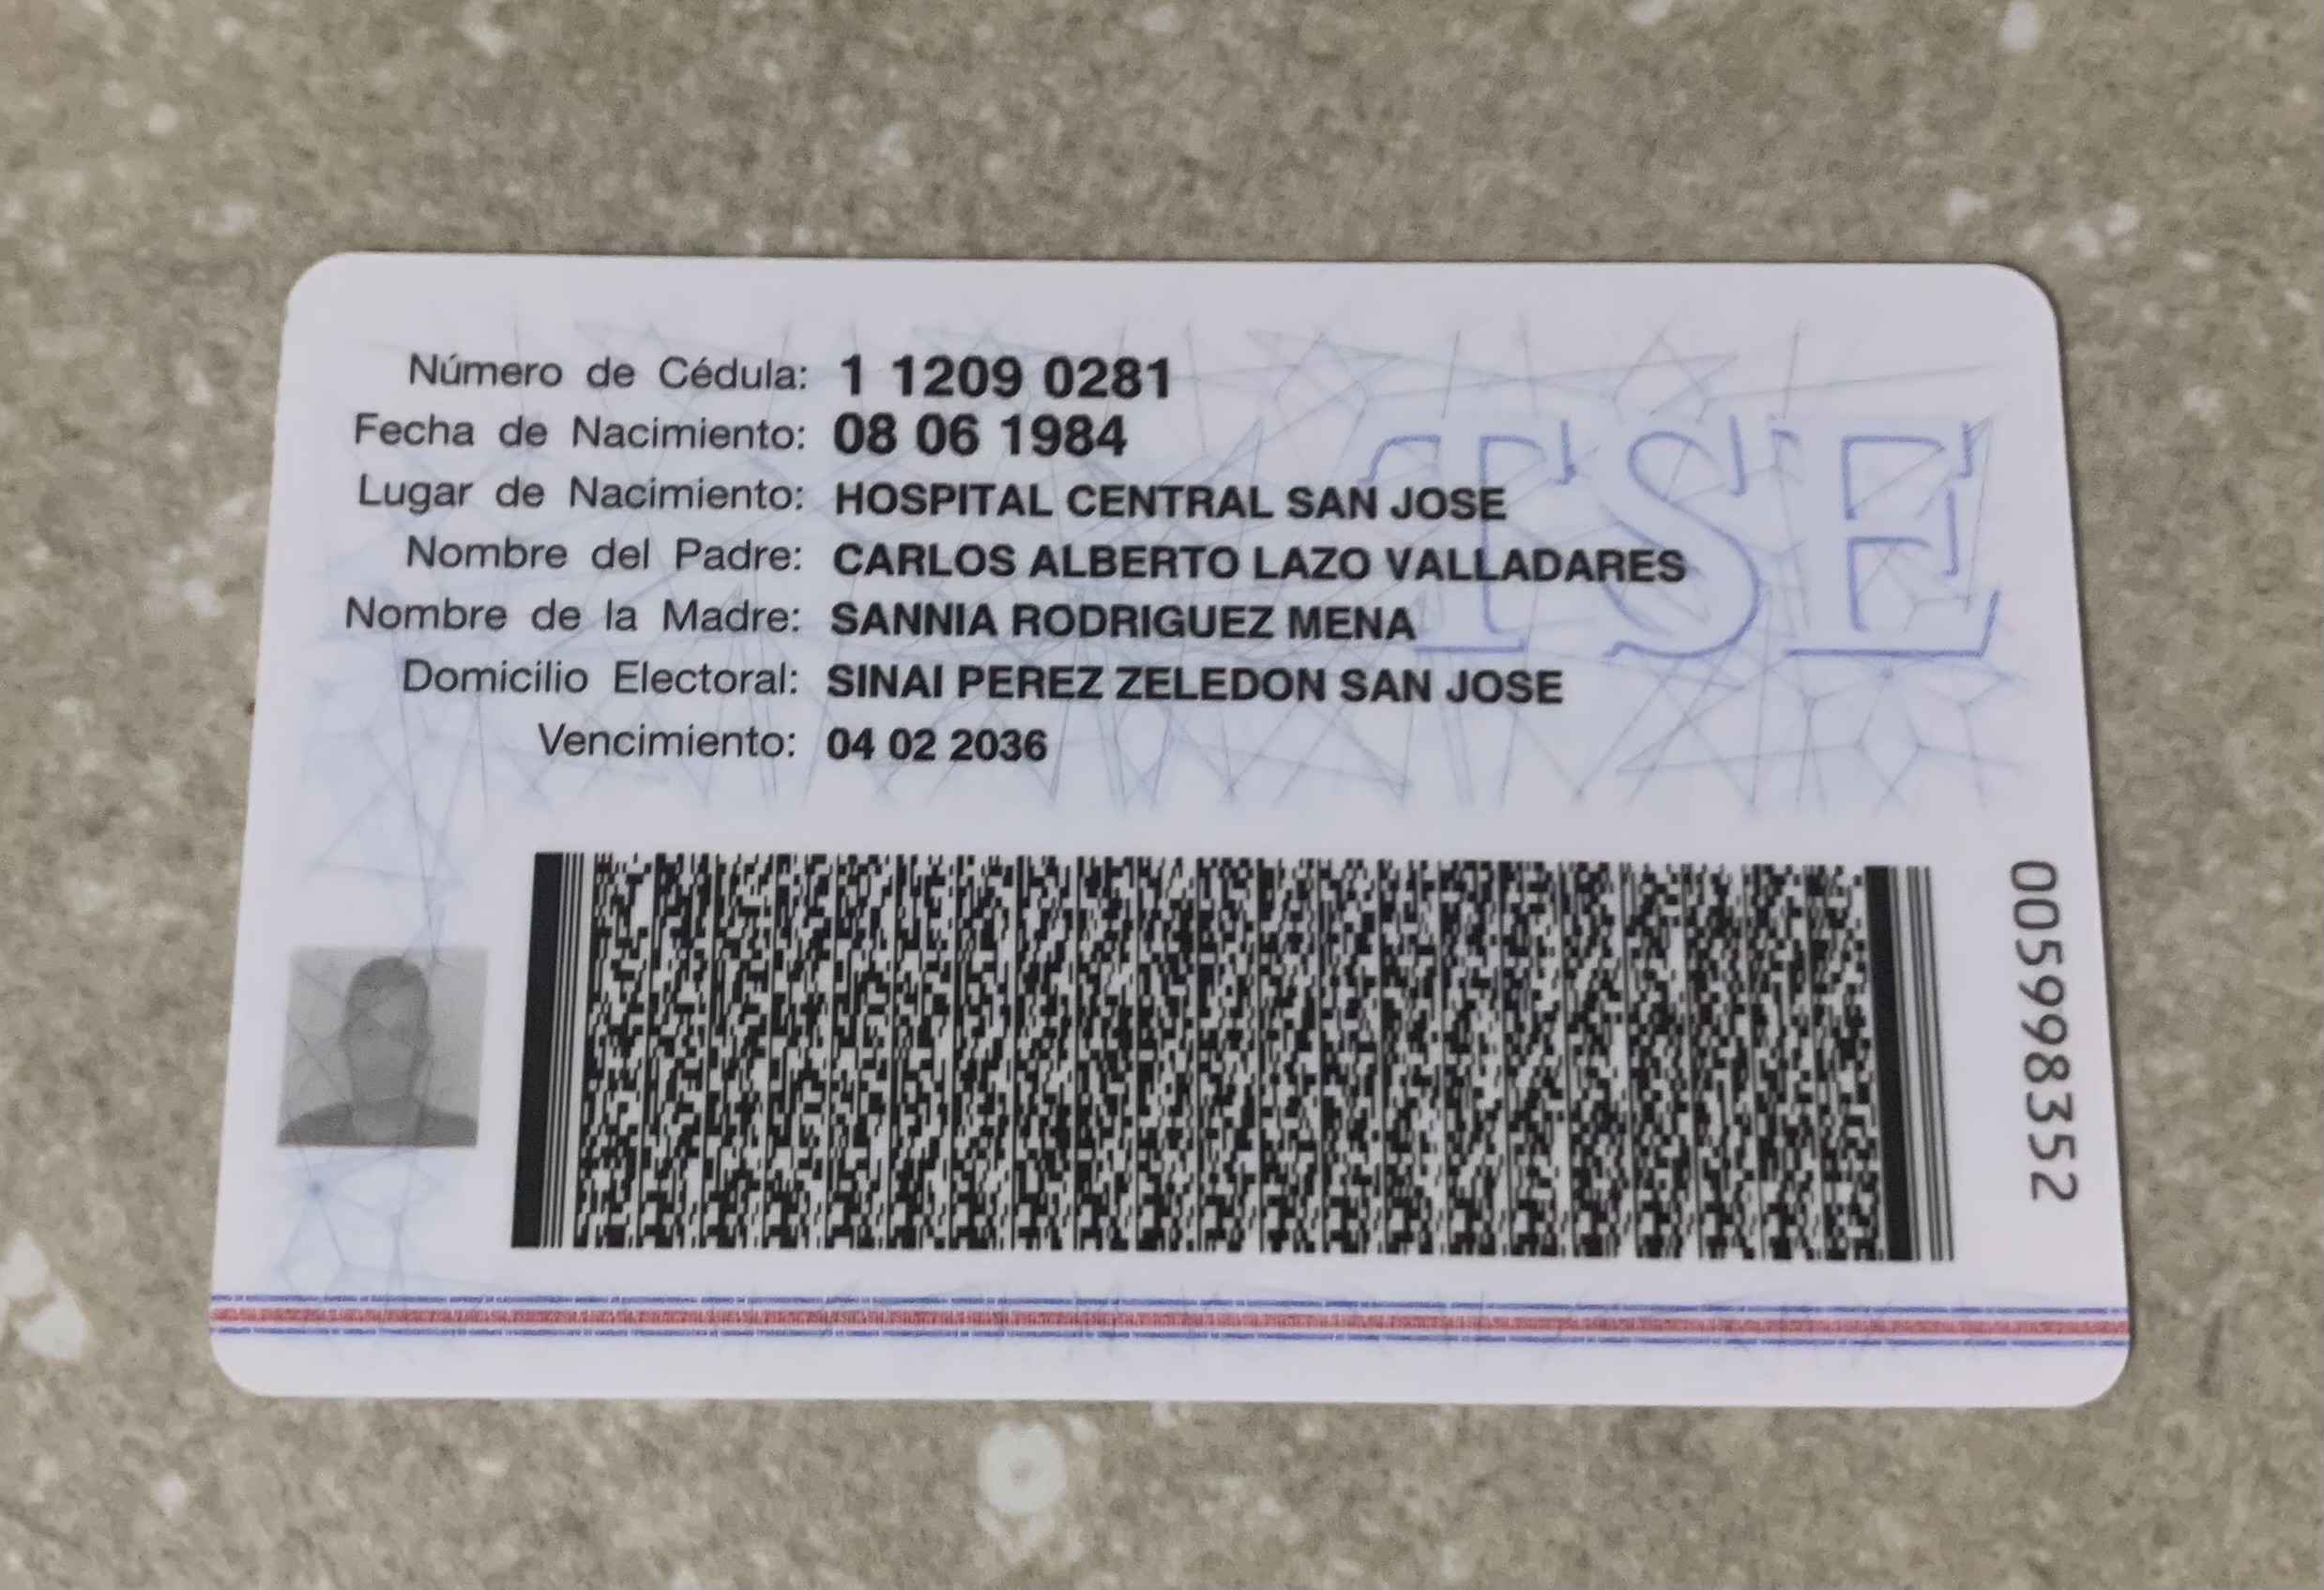 Número de Cédula: 1 1209 0281
Fecha de Nacimiento: 08 06 1984
Lugar de Nacimiento: HOSPITAL CENTRAL SAN JOSE
Nombre del Padre: CARLOS ALBERTO LAZO VALLADARES
Nombre de la Madre: SANNIA RODRIGUEZ MENA
Domicilio Electoral: SINAI PEREZ ZELEDON SAN JOSE
Vencimiento: 04 02 2036
TSE
0059998352